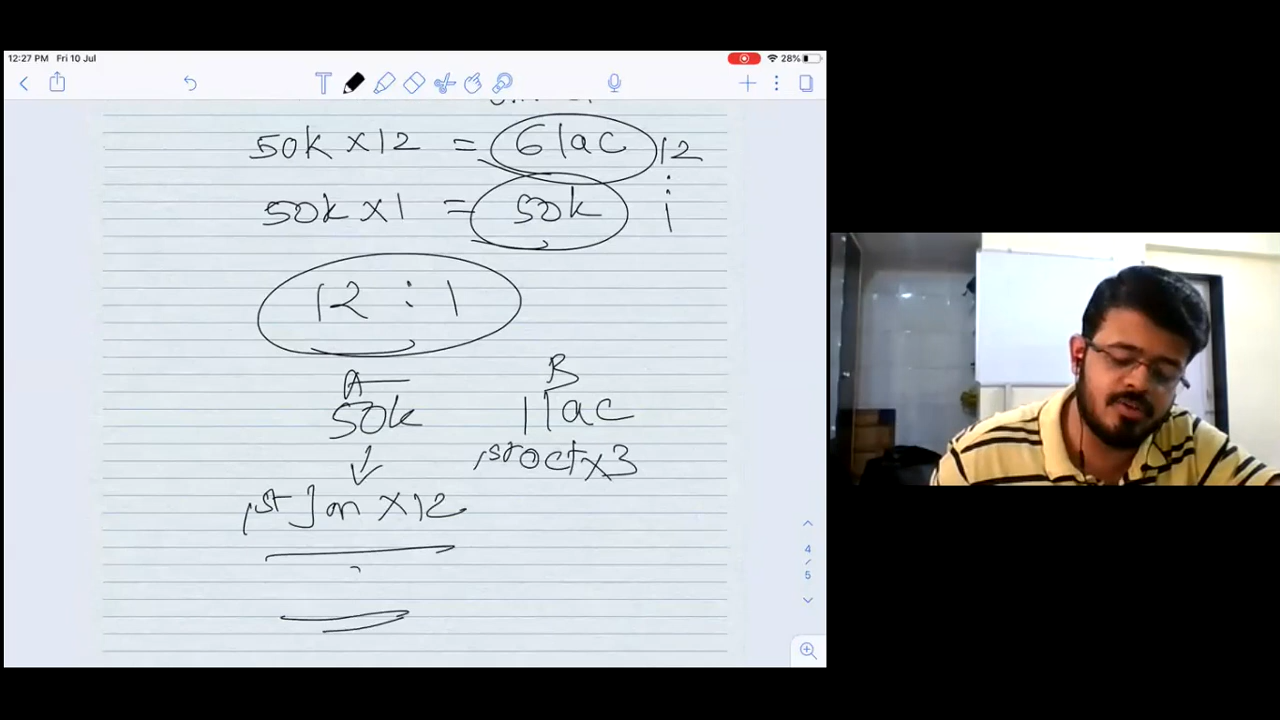 12:27 PM Fri 10 Jul
28%
T
50k × 12 = 6 lac 12
:
50k × 1 = 50k 1
12 : 1
A B
50k 1 lac
1st Oct × 3
1st Jan × 12
4
/
5